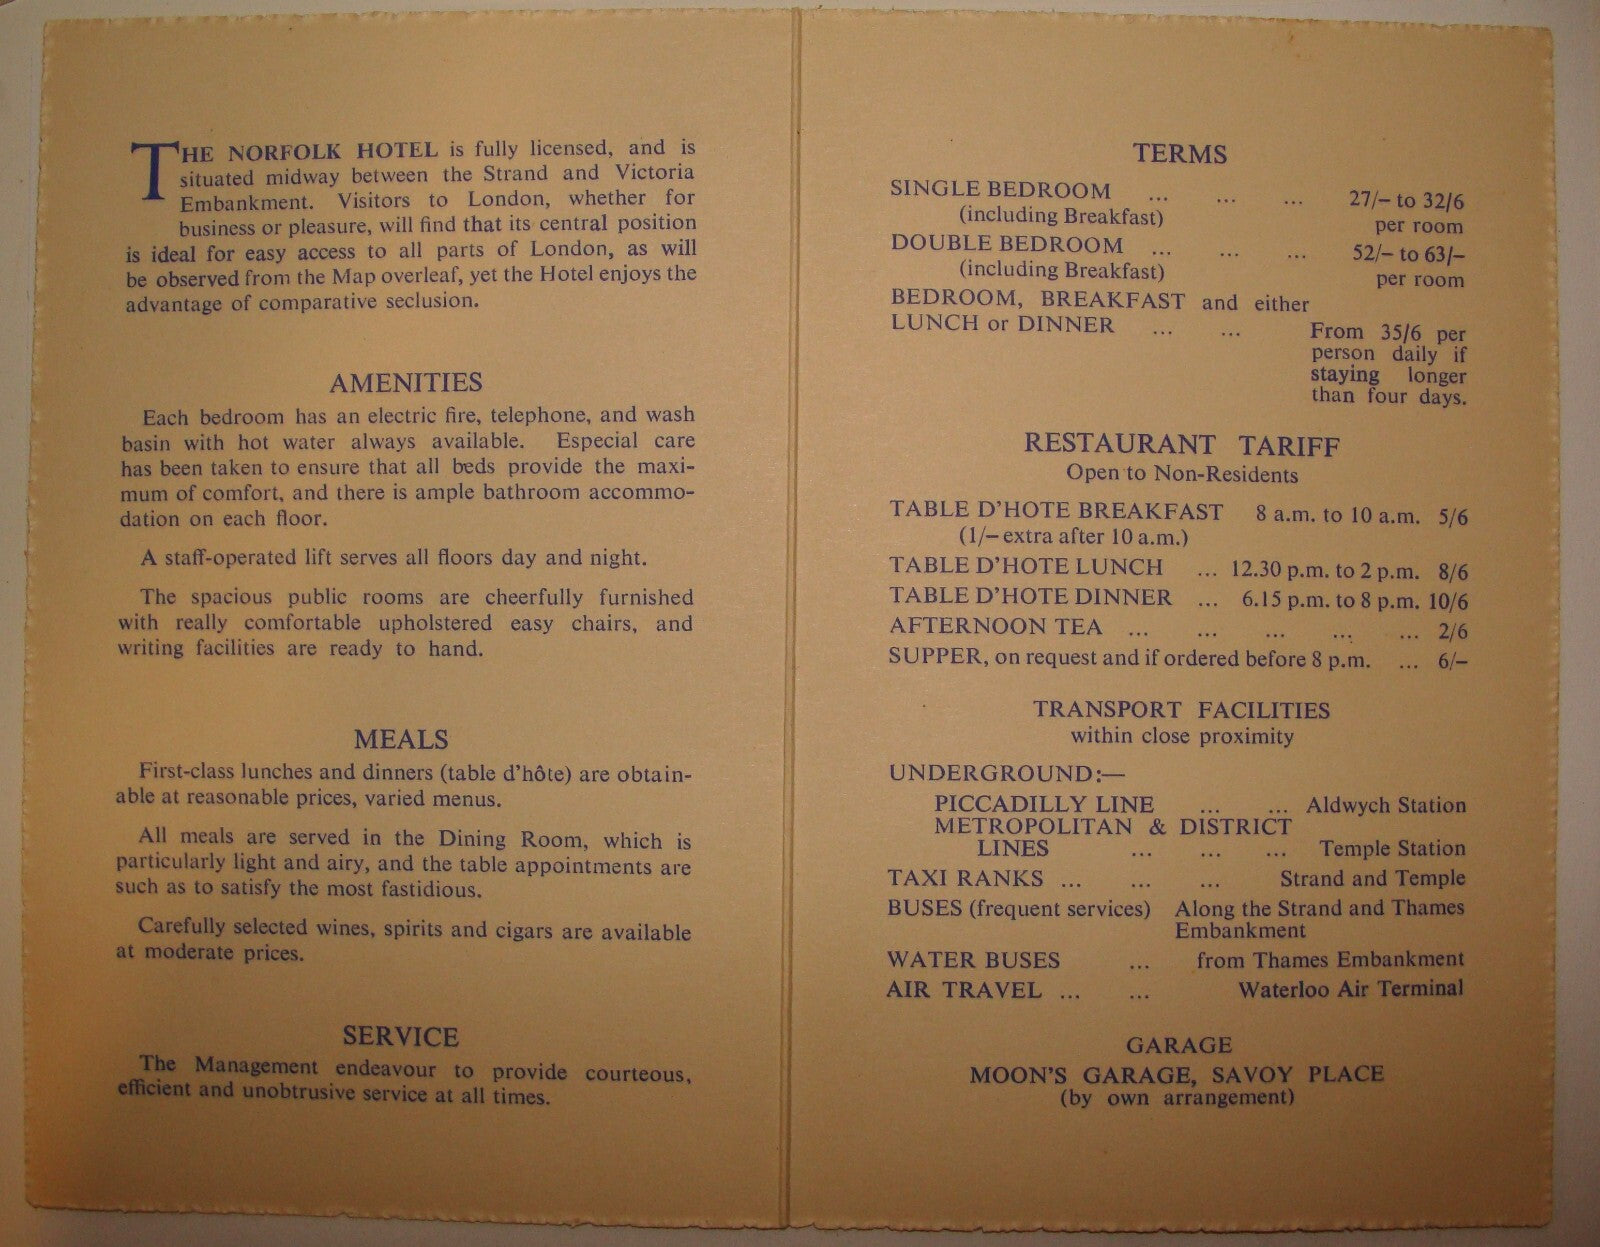 THE NORFOLK HOTEL is fully licensed, and is
situated midway between the Strand and Victoria
Embankment. Visitors to London, whether for
business or pleasure, will find that its central position
is ideal for easy access to all parts of London, as will
be observed from the Map overleaf, yet the Hotel enjoys the
advantage of comparative seclusion.
AMENITIES
Each bedroom has an electric fire, telephone, and wash
basin with hot water always available. Especial care
has been taken to ensure that all beds provide the maxi-
mum of comfort, and there is ample bathroom accommo-
dation on each floor.
A staff-operated lift serves all floors day and night.
The spacious public rooms are cheerfully furnished
with really comfortable upholstered easy chairs, and
writing facilities are ready to hand.
MEALS
First-class lunches and dinners (table d'hôte) are obtain-
able at reasonable prices, varied menus.
All meals are served in the Dining Room, which is
particularly light and airy, and the table appointments are
such as to satisfy the most fastidious.
Carefully selected wines, spirits and cigars are available
at moderate prices.
SERVICE
The Management endeavour to provide courteous,
efficient and unobtrusive service at all times.
TERMS
SINGLE BEDROOM ... ... ... 27/– to 32/6
(including Breakfast) per room
DOUBLE BEDROOM ... ... ... 52/– to 63/–
(including Breakfast) per room
BEDROOM, BREAKFAST and either
LUNCH or DINNER ... ... From 35/6 per
person daily if
staying longer
than four days.
RESTAURANT TARIFF
Open to Non-Residents
TABLE D'HOTE BREAKFAST 8 a.m. to 10 a.m. 5/6
(1/– extra after 10 a.m.)
TABLE D'HOTE LUNCH ... 12.30 p.m. to 2 p.m. 8/6
TABLE D'HOTE DINNER ... 6.15 p.m. to 8 p.m. 10/6
AFTERNOON TEA ... ... ... ... ... 2/6
SUPPER, on request and if ordered before 8 p.m. ... 6/–
TRANSPORT FACILITIES
within close proximity
UNDERGROUND:—
PICCADILLY LINE ... ... Aldwych Station
METROPOLITAN & DISTRICT
LINES ... ... ... Temple Station
TAXI RANKS ... ... ... Strand and Temple
BUSES (frequent services) Along the Strand and Thames
Embankment
WATER BUSES ... from Thames Embankment
AIR TRAVEL ... ... Waterloo Air Terminal
GARAGE
MOON'S GARAGE, SAVOY PLACE
(by own arrangement)